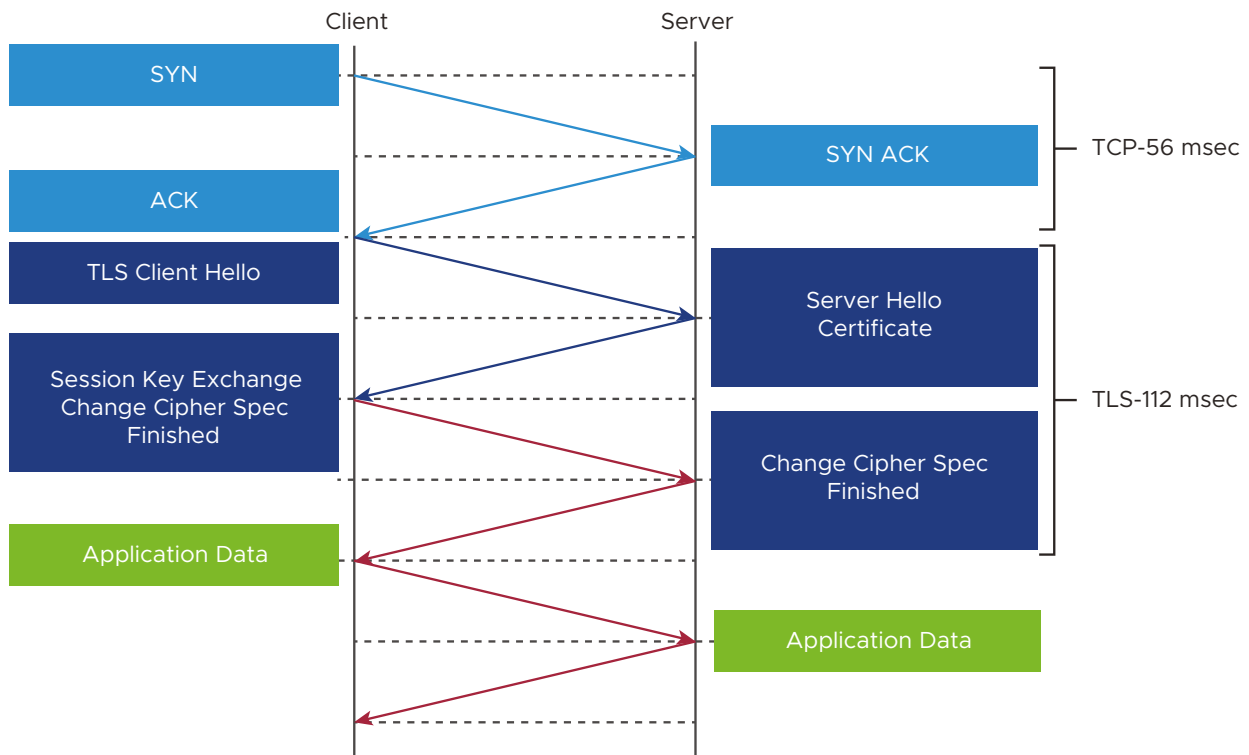 Client
Server
SYN
SYN ACK
TCP-56 msec
ACK
TLS Client Hello
Server Hello
Certificate
Session Key Exchange
Change Cipher Spec
Finished
TLS-112 msec
Change Cipher Spec
Finished
Application Data
Application Data